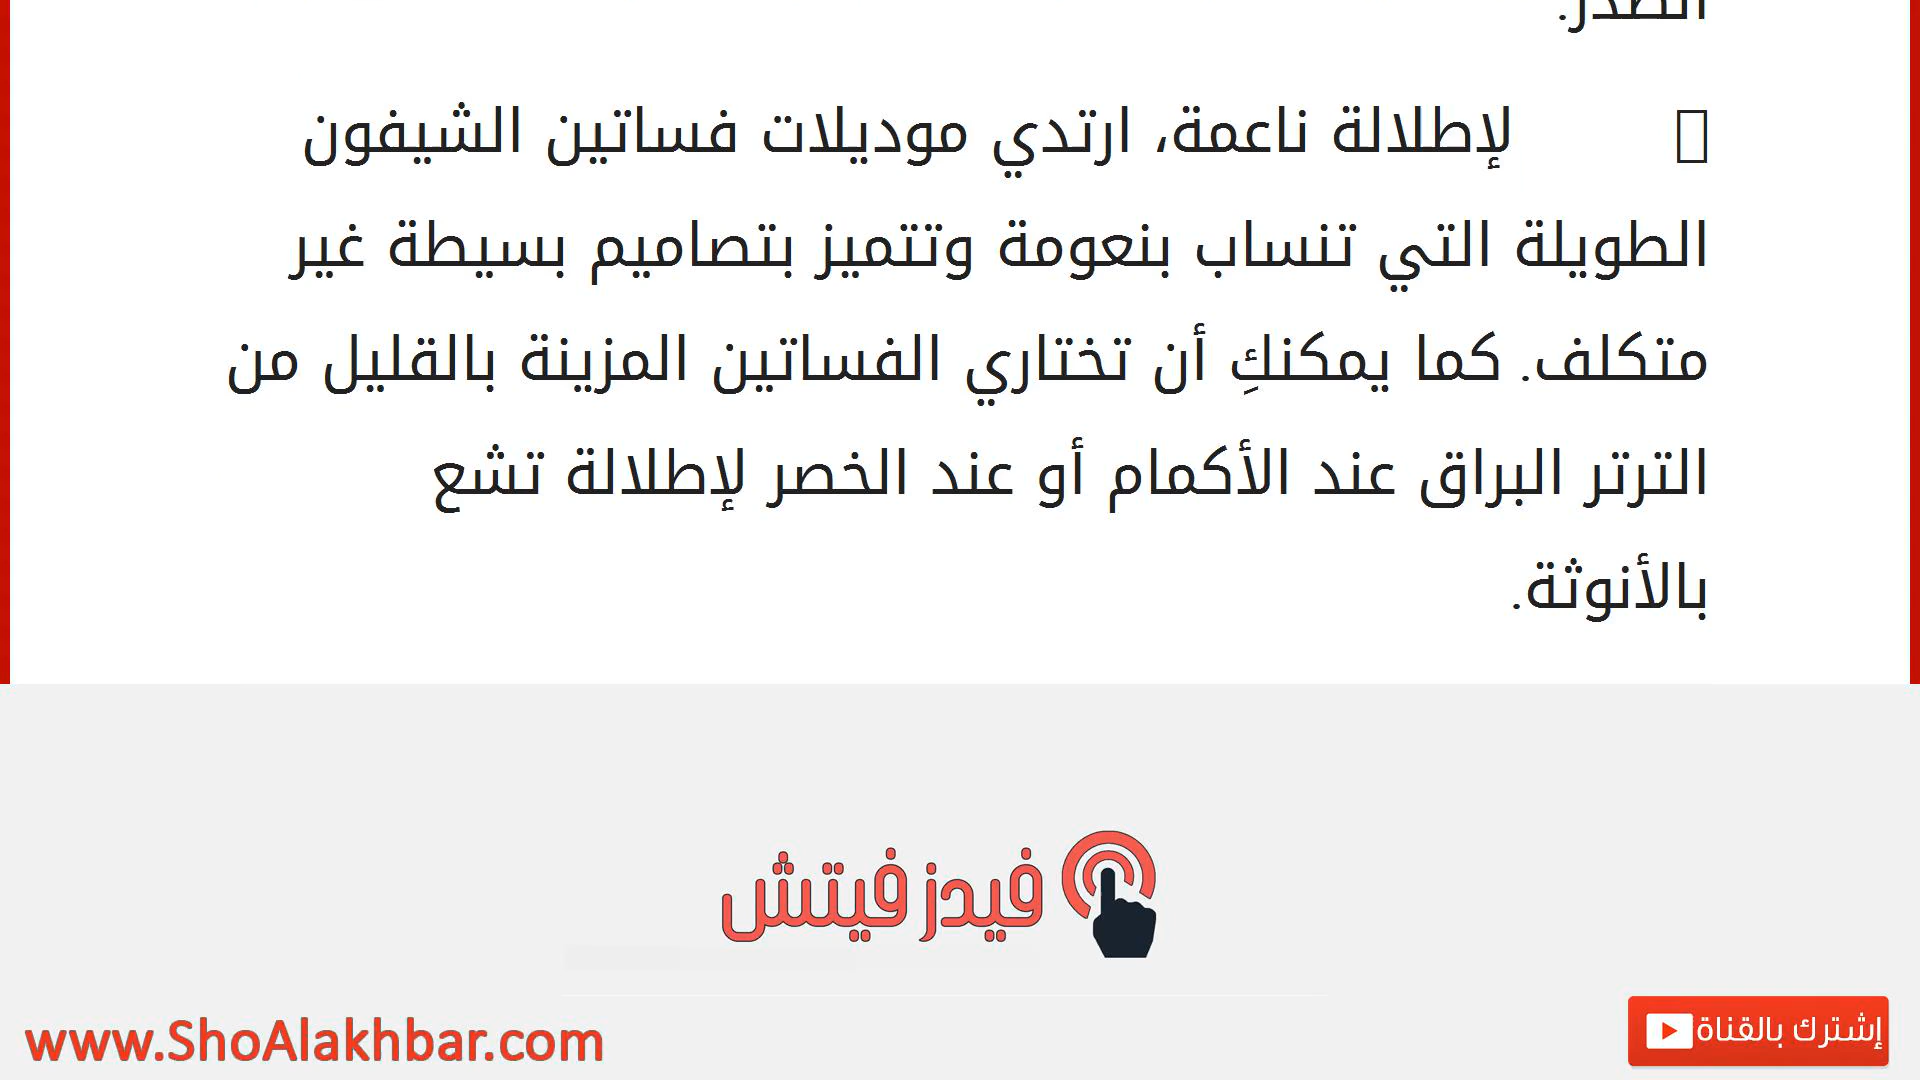 الصدر.
لإطلالة ناعمة، ارتدي موديلات فساتين الشيفون
الطويلة التي تنساب بنعومة وتتميز بتصاميم بسيطة غير
متكلف. كما يمكنكِ أن تختاري الفساتين المزينة بالقليل من
الترتر البراق عند الأكمام أو عند الخصر لإطلالة تشع
بالأنوثة.
فيدز فيتش
www.ShoAlakhbar.com
إشترك بالقناة